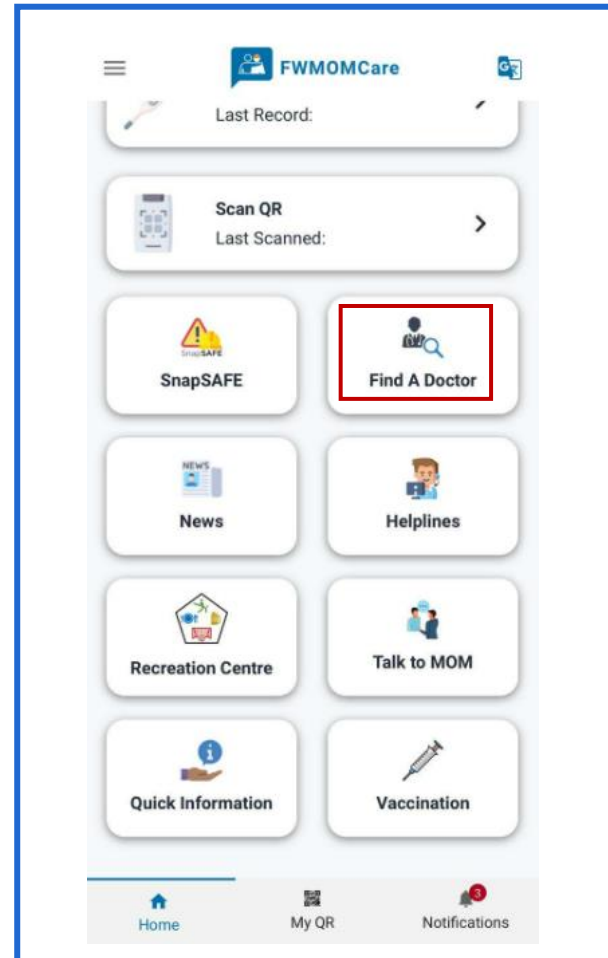 FWMOMCare
Last Record:
Scan QR
Last Scanned:
SnapSAFE
SnapSAFE
Find A Doctor
NEWS
News
Helplines
Recreation Centre
Talk to MOM
Quick Information
Vaccination
3
Home
My QR
Notifications